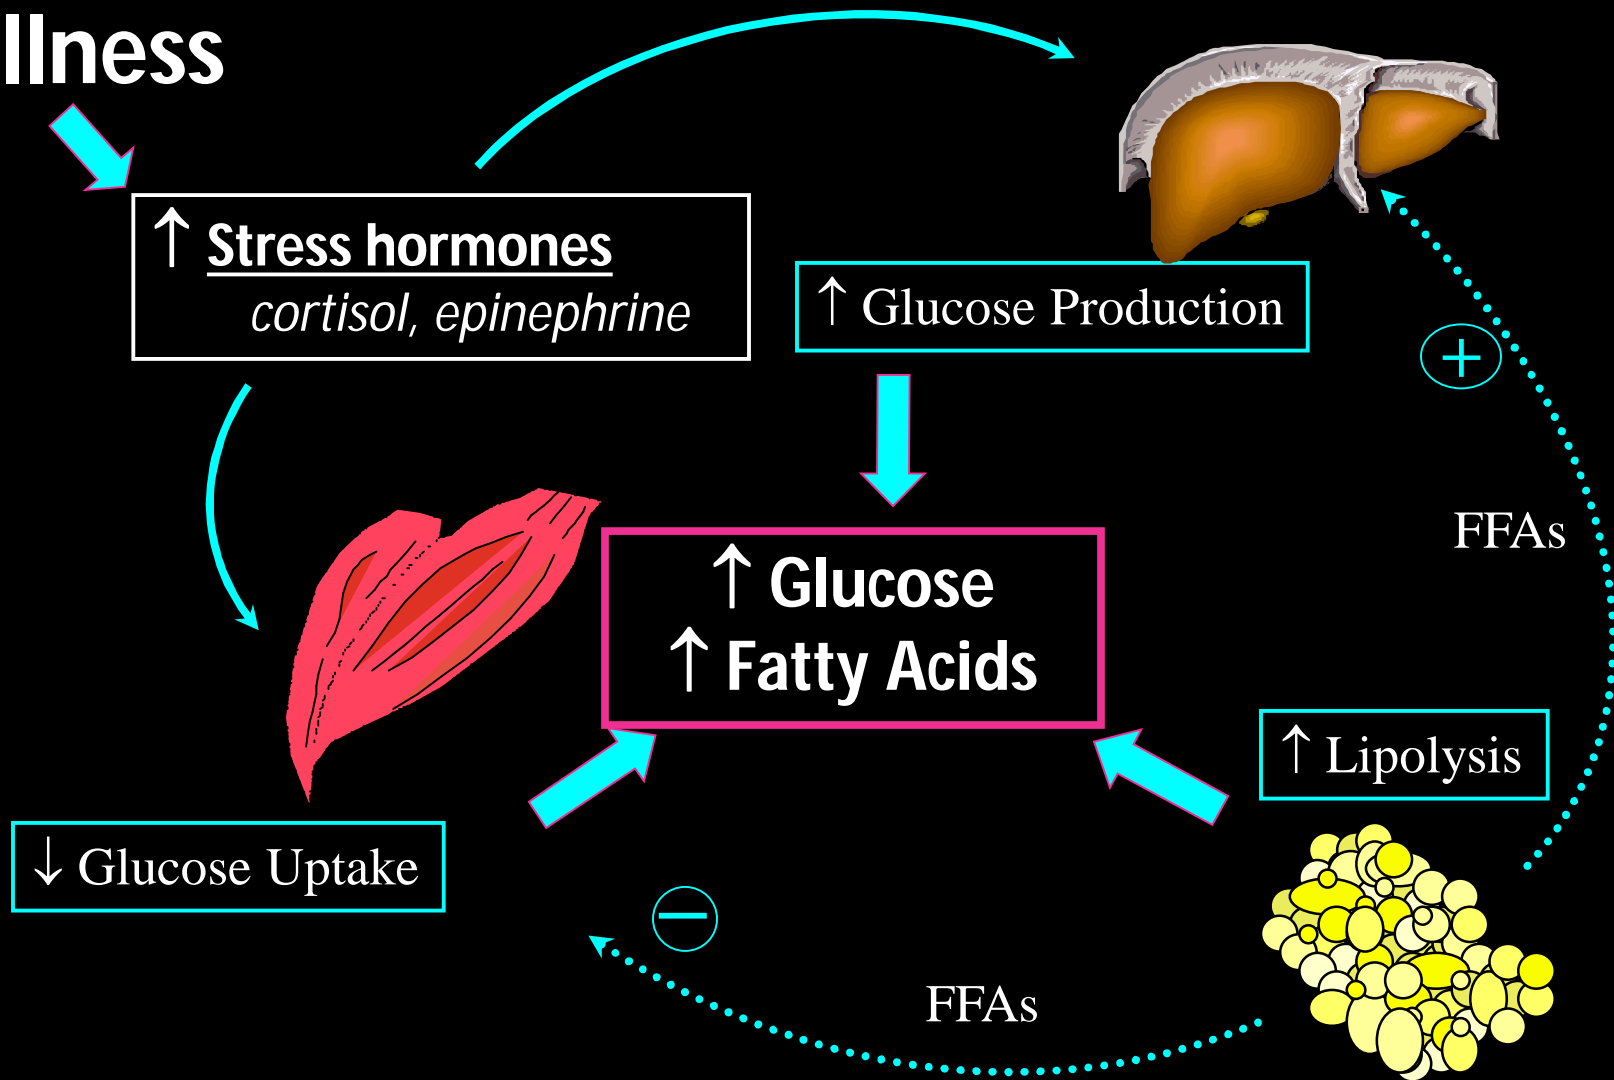 llness
↑ Stress hormones
cortisol, epinephrine
↑ Glucose Production
+
FFAs
↑ Glucose
↑ Fatty Acids
↑ Lipolysis
↓ Glucose Uptake
−
FFAs